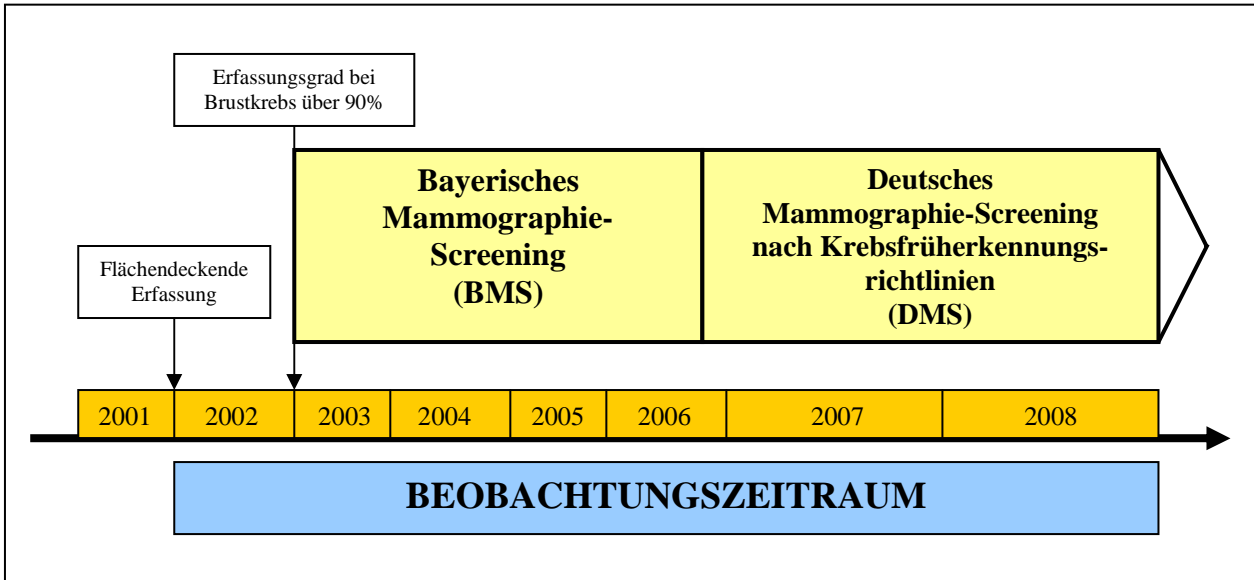 Erfassungsgrad bei
Brustkrebs über 90%
Bayerisches
Mammographie-
Screening
(BMS)
Deutsches
Mammographie-Screening
nach Krebsfrüherkennungs-
richtlinien
(DMS)
Flächendeckende
Erfassung
2001 2002 2003 2004 2005 2006 2007 2008
BEOBACHTUNGSZEITRAUM